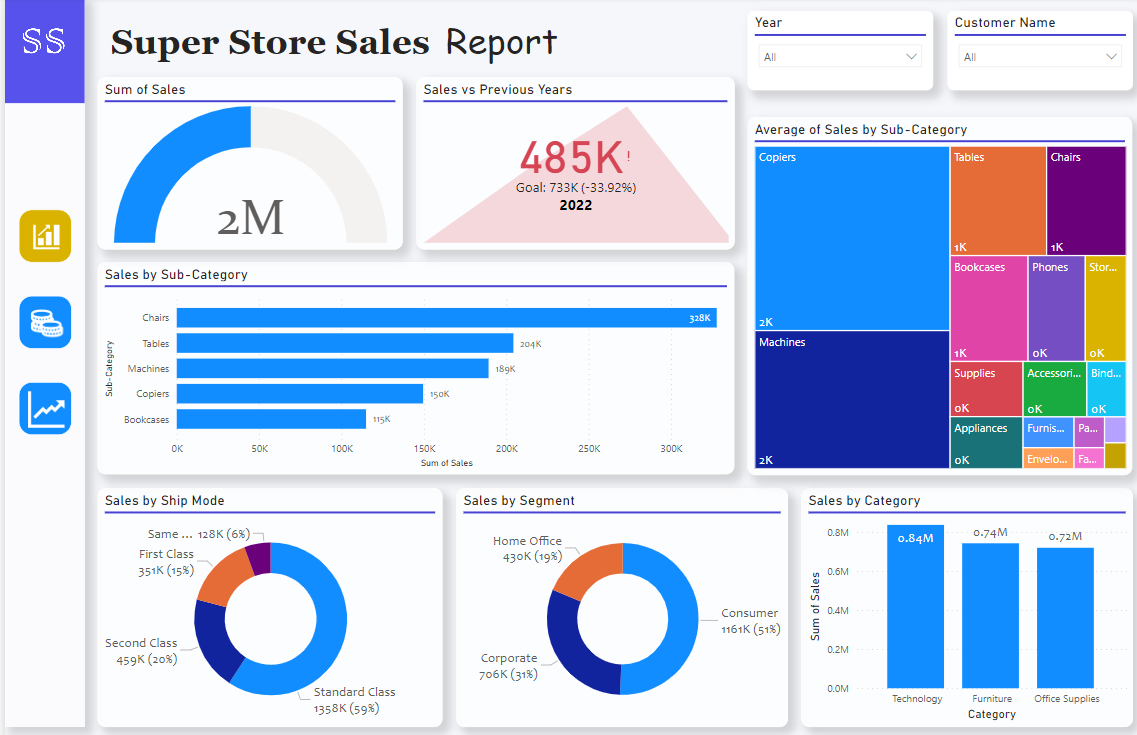 SS
Super Store Sales Report
Year
All
Customer Name
All
Sum of Sales
2M
Sales vs Previous Years
485K!
Goal: 733K (-33.92%)
2022
Average of Sales by Sub-Category
Copiers
2K
Machines
2K
Tables
1K
Chairs
1K
Bookcases
1K
Phones
0K
Stor...
0K
Supplies
0K
Accessori...
0K
Bind...
0K
Appliances
0K
Furnis...
Pa...
Envelo...
Fa...
Sales by Sub-Category
Sub-Category
Chairs
328K
Tables
204K
Machines
189K
Copiers
150K
Bookcases
115K
0K
50K
100K
150K
200K
250K
300K
Sum of Sales
Sales by Ship Mode
Same ... 128K (6%)
First Class
351K (15%)
Second Class
459K (20%)
Standard Class
1358K (59%)
Sales by Segment
Home Office
430K (19%)
Consumer
1161K (51%)
Corporate
706K (31%)
Sales by Category
Sum of Sales
0.8M
0.6M
0.4M
0.2M
0.0M
0.84M
0.74M
0.72M
Technology
Furniture
Office Supplies
Category